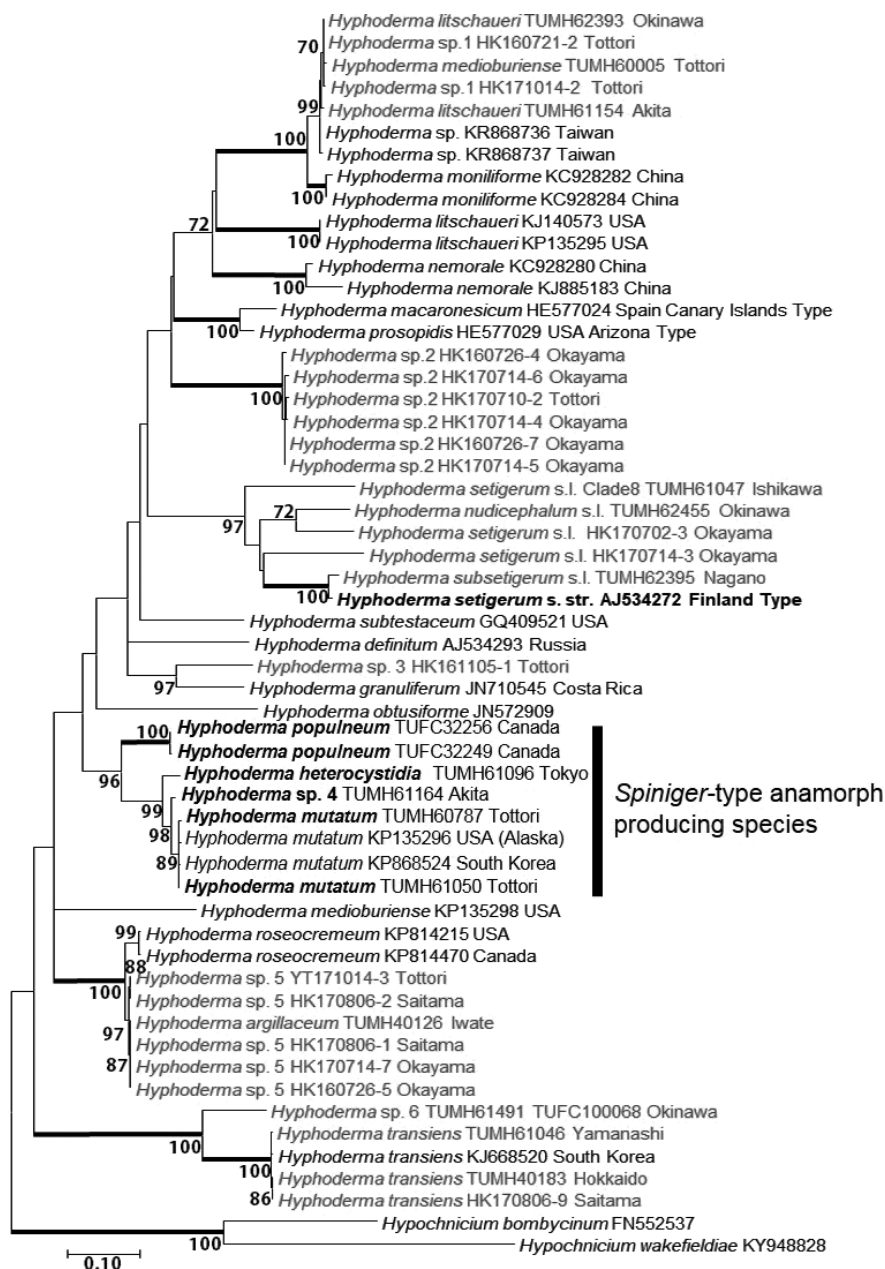 Hyphoderma litschaueri TUMH62393 Okinawa
70
Hyphoderma sp.1 HK160721-2 Tottori
Hyphoderma medioburiense TUMH60005 Tottori
Hyphoderma sp.1 HK171014-2 Tottori
99
Hyphoderma litschaueri TUMH61154 Akita
100
Hyphoderma sp. KR868736 Taiwan
Hyphoderma sp. KR868737 Taiwan
Hyphoderma moniliforme KC928282 China
100
Hyphoderma moniliforme KC928284 China
72
Hyphoderma litschaueri KJ140573 USA
100
Hyphoderma litschaueri KP135295 USA
Hyphoderma nemorale KC928280 China
100
Hyphoderma nemorale KJ885183 China
Hyphoderma macaronesicum HE577024 Spain Canary Islands Type
100
Hyphoderma prosopidis HE577029 USA Arizona Type
Hyphoderma sp.2 HK160726-4 Okayama
Hyphoderma sp.2 HK170714-6 Okayama
100
Hyphoderma sp.2 HK170710-2 Tottori
Hyphoderma sp.2 HK170714-4 Okayama
Hyphoderma sp.2 HK160726-7 Okayama
Hyphoderma sp.2 HK170714-5 Okayama
Hyphoderma setigerum s.l. Clade8 TUMH61047 Ishikawa
72
Hyphoderma nudicephalum s.l. TUMH62455 Okinawa
97
Hyphoderma setigerum s.l. HK170702-3 Okayama
Hyphoderma setigerum s.l. HK170714-3 Okayama
Hyphoderma subsetigerum s.l. TUMH62395 Nagano
100
Hyphoderma setigerum s. str. AJ534272 Finland Type
Hyphoderma subtestaceum GQ409521 USA
Hyphoderma definitum AJ534293 Russia
Hyphoderma sp. 3 HK161105-1 Tottori
97
Hyphoderma granuliferum JN710545 Costa Rica
Hyphoderma obtusiforme JN572909
100
Hyphoderma populneum TUFC32256 Canada
Hyphoderma populneum TUFC32249 Canada
96
Hyphoderma heterocystidia TUMH61096 Tokyo
99
Hyphoderma sp. 4 TUMH61164 Akita
Hyphoderma mutatum TUMH60787 Tottori
98
Hyphoderma mutatum KP135296 USA (Alaska)
89
Hyphoderma mutatum KP868524 South Korea
Hyphoderma mutatum TUMH61050 Tottori
Spiniger-type anamorph
producing species
Hyphoderma medioburiense KP135298 USA
99
Hyphoderma roseocremeum KP814215 USA
Hyphoderma roseocremeum KP814470 Canada
88
Hyphoderma sp. 5 YT171014-3 Tottori
100
Hyphoderma sp. 5 HK170806-2 Saitama
Hyphoderma argillaceum TUMH40126 Iwate
97
Hyphoderma sp. 5 HK170806-1 Saitama
87
Hyphoderma sp. 5 HK170714-7 Okayama
Hyphoderma sp. 5 HK160726-5 Okayama
Hyphoderma sp. 6 TUMH61491 TUFC100068 Okinawa
100
Hyphoderma transiens TUMH61046 Yamanashi
Hyphoderma transiens KJ668520 South Korea
100
Hyphoderma transiens TUMH40183 Hokkaido
86
Hyphoderma transiens HK170806-9 Saitama
Hypochnicium bombycinum FN552537
100
Hypochnicium wakefieldiae KY948828
0.10